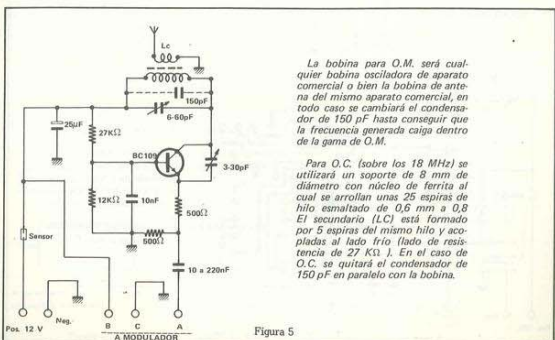 Lc
150pF
6-60pF
25µF
27KΩ
BC109
3-30pF
12KΩ
10nF
500Ω
Sensor
500Ω
10 a 220nF
Pos. 12 V
Neg.
B
C
A
A MODULADOR
Figura 5
La bobina para O.M. será cual-
quier bobina osciladora de aparato
comercial o bien la bobina de ante-
na del mismo aparato comercial, en
todo caso se cambiará el condensa-
dor de 150 pF hasta conseguir que
la frecuencia generada caiga dentro
de la gama de O.M.
Para O.C. (sobre los 18 MHz) se
utilizará un soporte de 8 mm de
diámetro con núcleo de ferrita al
cual se arrollan unas 25 espiras de
hilo esmaltado de 0,6 mm a 0,8
El secundario (LC) está formado
por 5 espiras del mismo hilo y aco-
pladas al lado frío (lado de resis-
tencia de 27 KΩ ). En el caso de
O.C. se quitará el condensador de
150 pF en paralelo con la bobina.